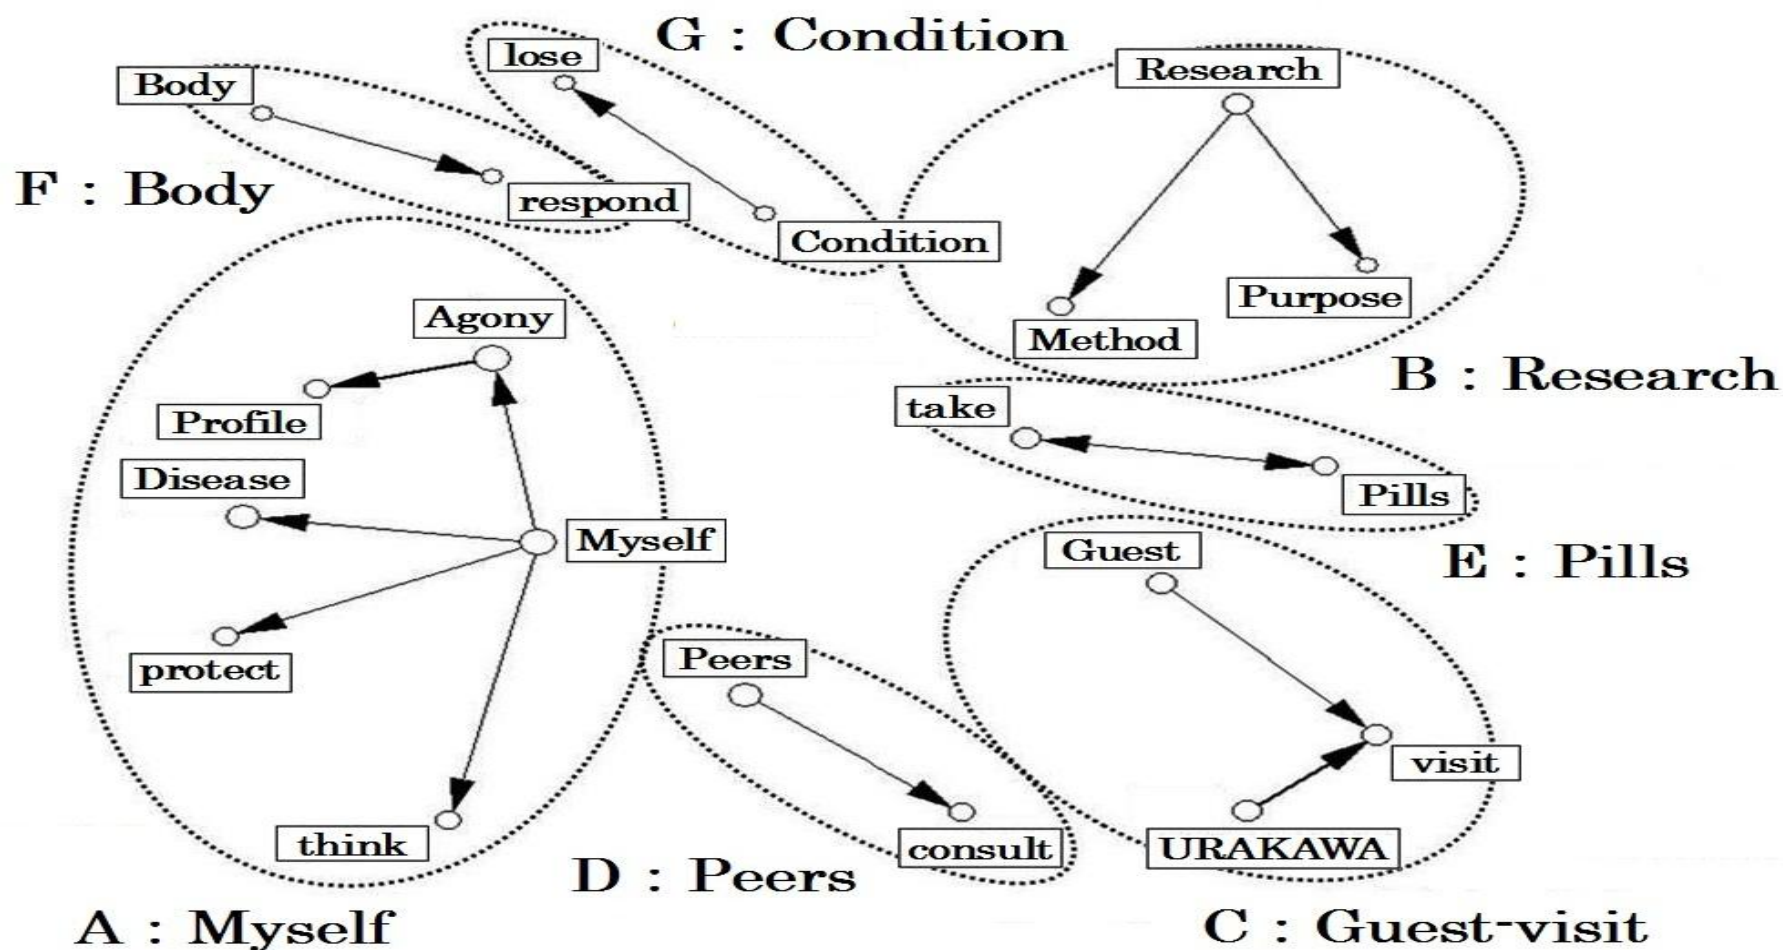 G : Condition
lose
Research
Body
respond
F : Body
Condition
Purpose
Method
Agony
B : Research
take
Profile
Disease
Pills
Myself
Guest
E : Pills
protect
Peers
visit
think
consult
URAKAWA
D : Peers
A : Myself
C : Guest-visit